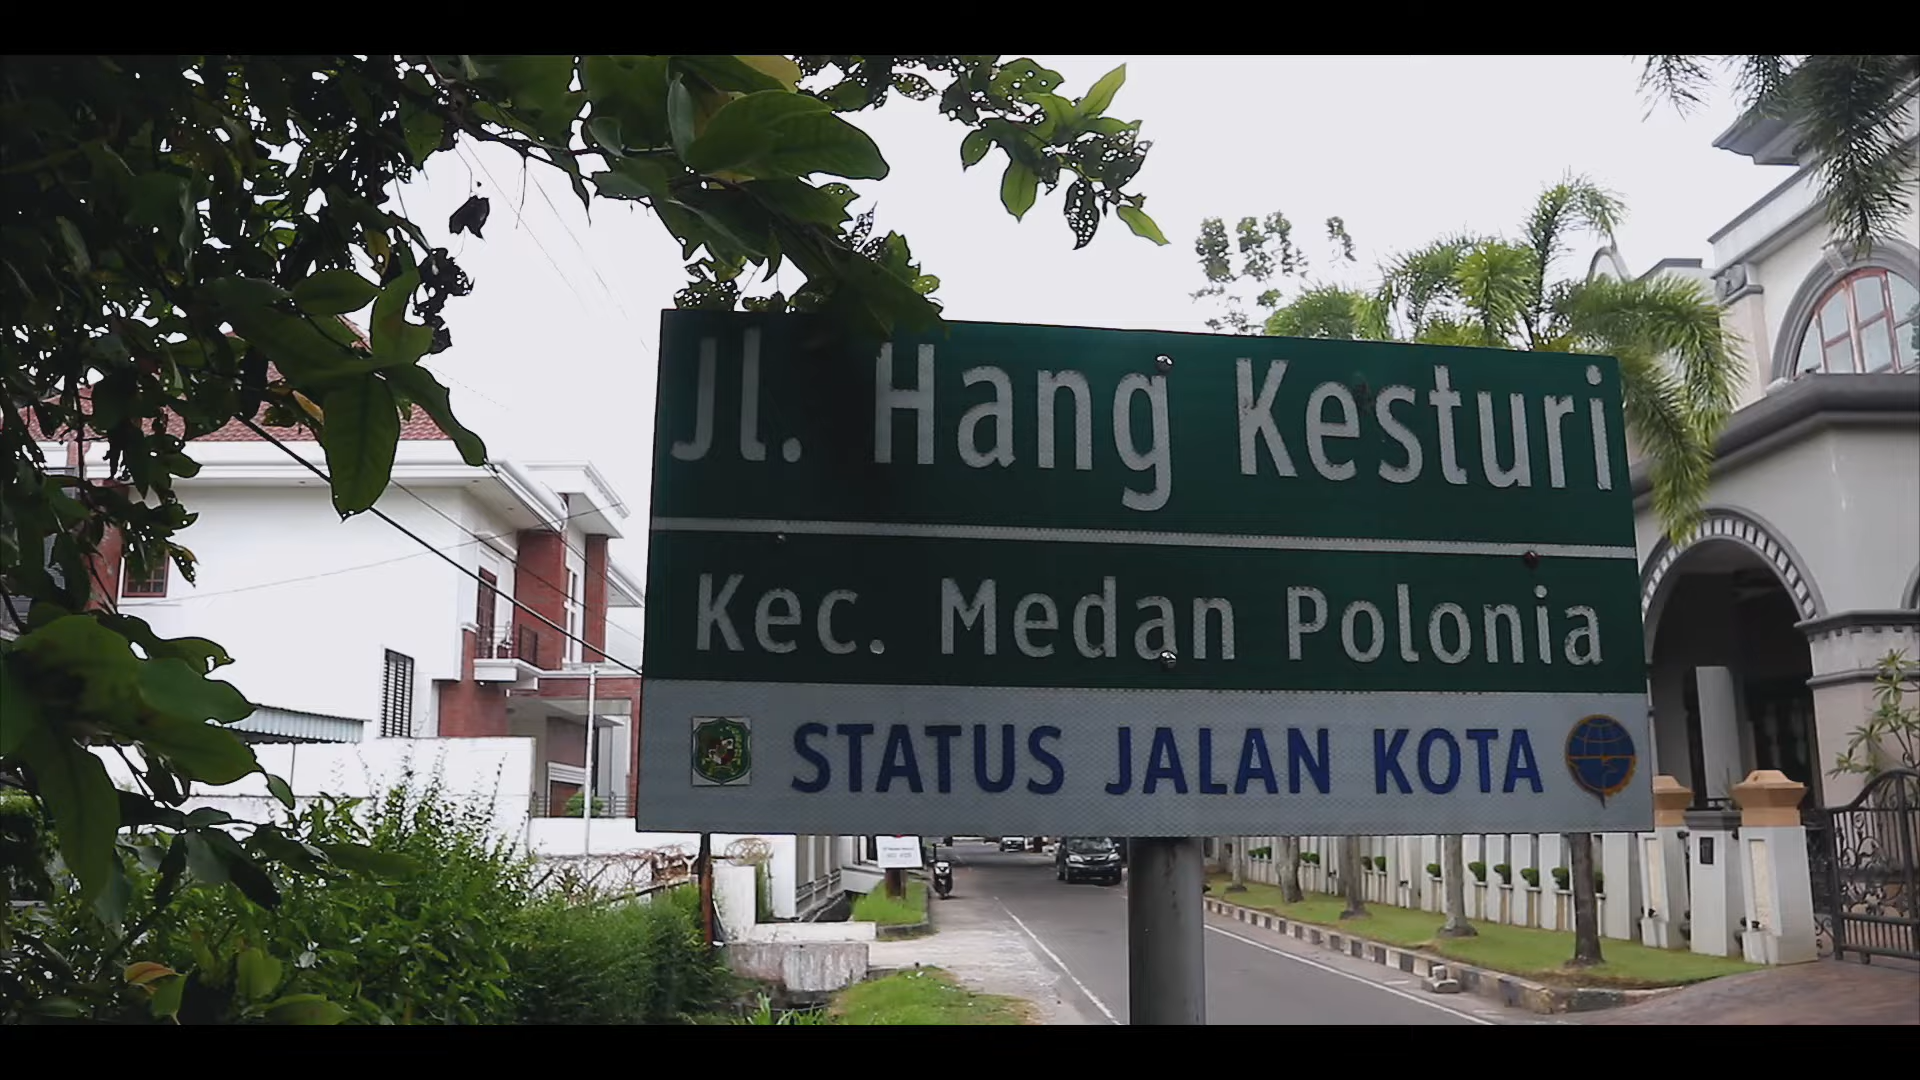 Jl. Hang Kesturi
Kec. Medan Polonia
STATUS JALAN KOTA